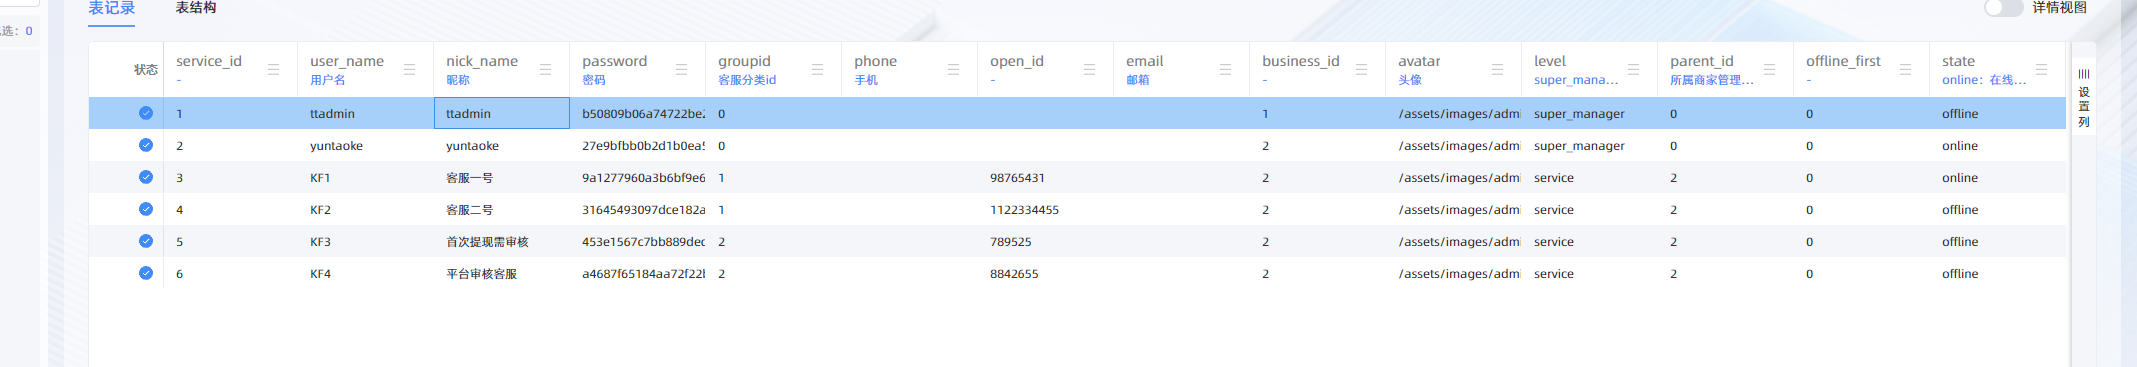 表记录 表结构 详情视图
选: 0
状态 service_id user_name nick_name password groupid phone open_id email business_id avatar level parent_id offline_first state
- 用户名 昵称 密码 客服分类id 手机 - 邮箱 - 头像 super_mana... 所属商家管理... - online: 在线...
设置列
1 ttadmin ttadmin b50809b06a74722be 0 1 /assets/images/admi super_manager 0 0 offline
2 yuntaoke yuntaoke 27e9bfbb0b2d1b0ea 0 2 /assets/images/admi super_manager 0 0 online
3 KF1 客服一号 9a1277960a3b6bf9e6 1 98765431 2 /assets/images/admi service 2 0 online
4 KF2 客服二号 31645493097dce182a 1 1122334455 2 /assets/images/admi service 2 0 offline
5 KF3 首次提现需审核 453e1567c7bb889dec 2 789525 2 /assets/images/admi service 2 0 offline
6 KF4 平台审核客服 a4687f65184aa72f22 2 8842655 2 /assets/images/admi service 2 0 offline